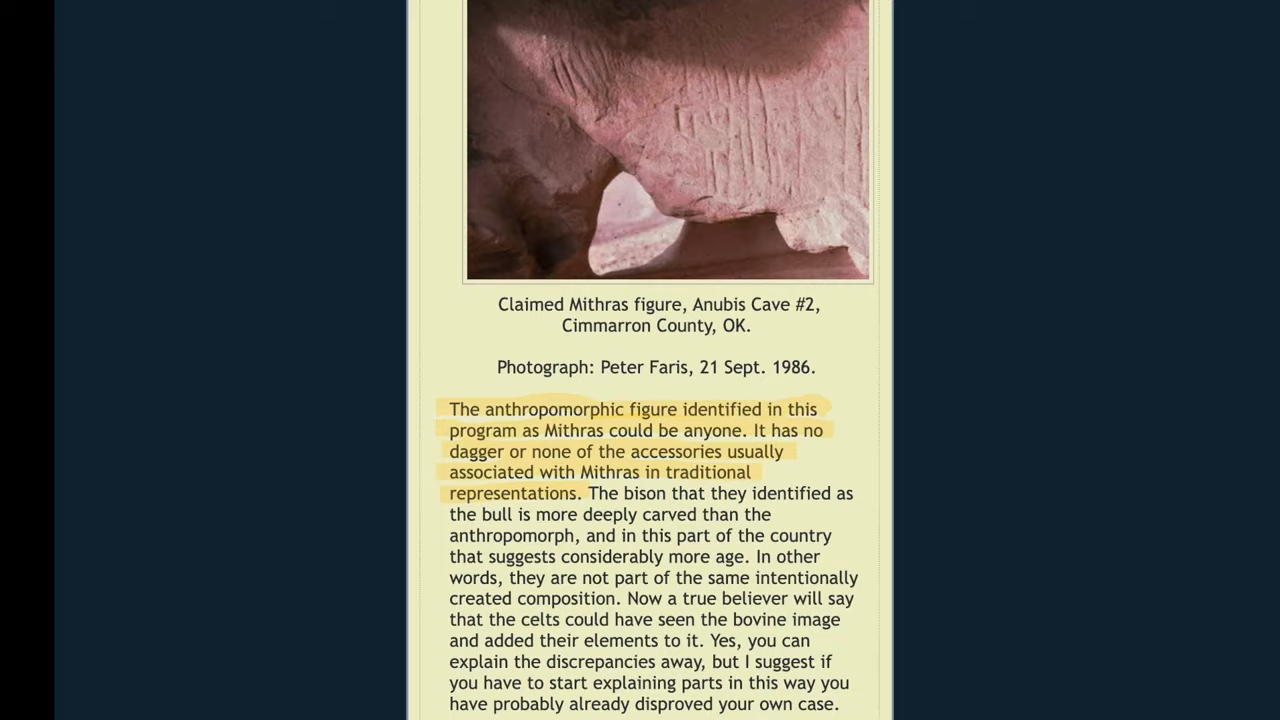 Claimed Mithras figure, Anubis Cave #2,
Cimmarron County, OK.
Photograph: Peter Faris, 21 Sept. 1986.
The anthropomorphic figure identified in this
program as Mithras could be anyone. It has no
dagger or none of the accessories usually
associated with Mithras in traditional
representations. The bison that they identified as
the bull is more deeply carved than the
anthropomorph, and in this part of the country
that suggests considerably more age. In other
words, they are not part of the same intentionally
created composition. Now a true believer will say
that the celts could have seen the bovine image
and added their elements to it. Yes, you can
explain the discrepancies away, but I suggest if
you have to start explaining parts in this way you
have probably already disproved your own case.